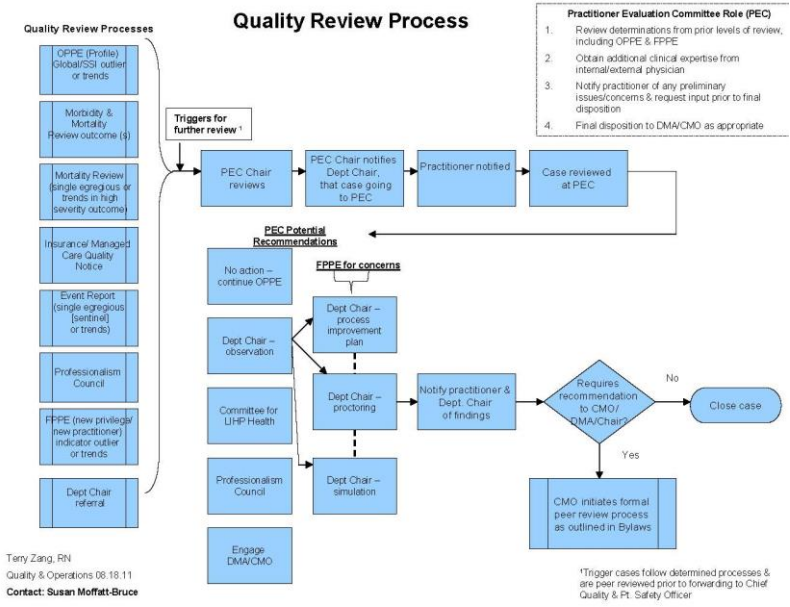 Quality Review Process
Quality Review Processes
OPPE (Profile)
Global/SSI outlier
or trends
Morbidity &
Mortality
Review outcome (s)
Mortality Review
(single egregious or
trends in high
severity outcome)
Insurance/ Managed
Care Quality
Notice
Event Report
(single egregious
[sentinel]
or trends)
Professionalism
Council
FPPE (new privilege/
new practitioner)
indicator outlier
or trends
Dept Chair
referral
Triggers for
further review ¹
Practitioner Evaluation Committee Role (PEC)
1. Review determinations from prior levels of review,
including OPPE & FPPE
2. Obtain additional clinical expertise from
internal/external physician
3. Notify practitioner of any preliminary
issues/concerns & request input prior to final
disposition
4. Final disposition to DMA/CMO as appropriate
PEC Chair
reviews
PEC Chair notifies
Dept Chair,
that case going
to PEC
Practitioner notified
Case reviewed
at PEC
PEC Potential
Recommendations
No action –
continue OPPE
Dept Chair –
observation
Committee for
LIHP Health
Professionalism
Council
Engage
DMA/CMO
FPPE for concerns
Dept Chair –
process
improvement
plan
Dept Chair –
proctoring
Dept Chair –
simulation
Notify practitioner &
Dept. Chair
of findings
Requires
recommendation
to CMO/
DMA/Chair?
No
Close case
Yes
CMO initiates formal
peer review process
as outlined in Bylaws
Terry Zang, RN
Quality & Operations 08.18.11
Contact: Susan Moffatt-Bruce
¹Trigger cases follow determined processes &
are peer reviewed prior to forwarding to Chief
Quality & Pt. Safety Officer